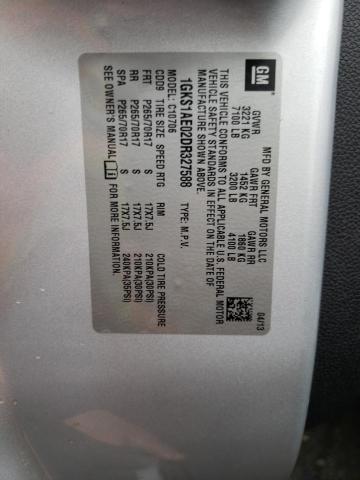 GM
MFD BY GENERAL MOTORS LLC
04/13
GVWR GAWR FRT GAWR RR
3221 KG 1452 KG 1860 KG
7100 LB 3200 LB 4100 LB
THIS VEHICLE CONFORMS TO ALL APPLICABLE U.S. FEDERAL MOTOR
VEHICLE SAFETY STANDARDS IN EFFECT ON THE DATE OF
MANUFACTURE SHOWN ABOVE.
1GKS1AE02DR327508 TYPE: M.P.V.
MODEL: C10706
CDD9 TIRE SIZE SPEED RTG RIM COLD TIRE PRESSURE
FRT P265/70R17 S 17X7.5J 210KPA(30PSI)
RR P265/70R17 S 17X7.5J 210KPA(30PSI)
SPA P265/70R17 S 17X7.5J 240KPA(35PSI)
SEE OWNER'S MANUAL FOR MORE INFORMATION.